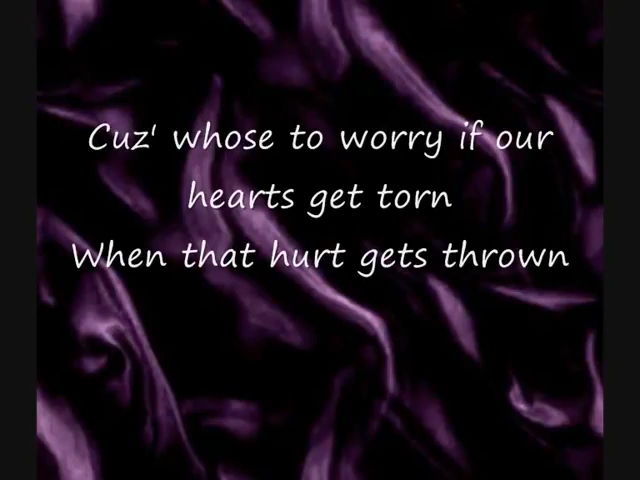 Cuz' whose to worry if our
hearts get torn
When that hurt gets thrown